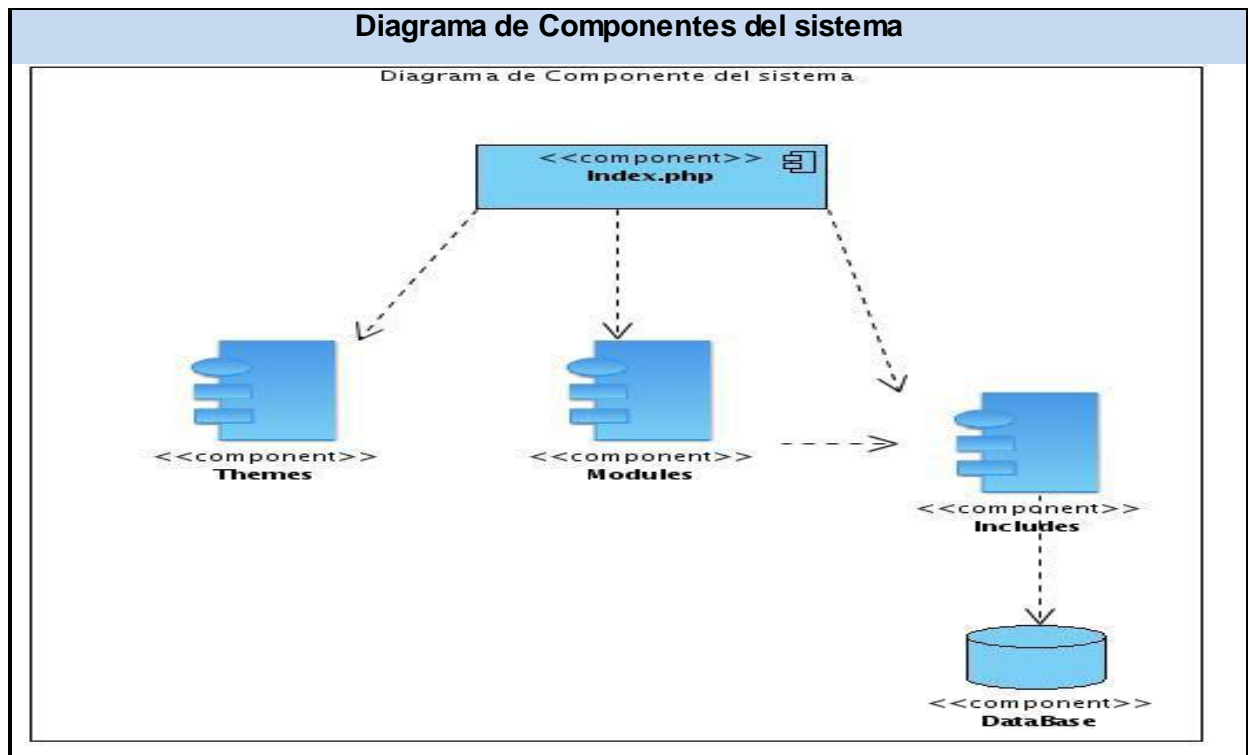 Diagrama de Componentes del sistema
Diagrama de Componente del sistema
<<component>>
Index.php
<<component>>
Themes
<<component>>
Modules
<<component>>
Includes
<<component>>
DataBase